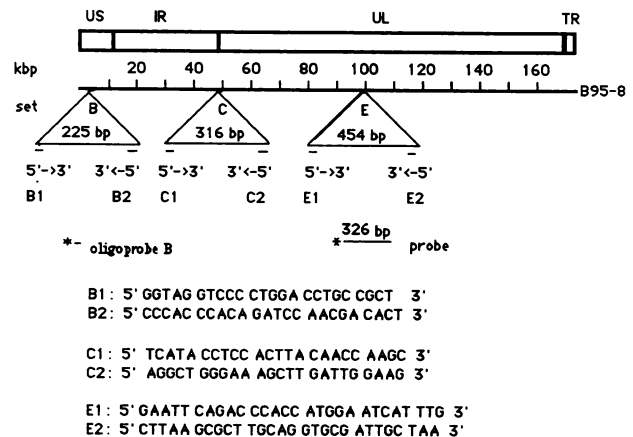 US IR UL TR
kbp 20 40 60 80 100 120 140 160
B95-8
set B C E
225 bp 316 bp 454 bp
5'->3' 3'<-5' 5'->3' 3'<-5' 5'->3' 3'<-5'
B1 B2 C1 C2 E1 E2
*- oligoprobe B * 326 bp probe
B1: 5' GGTAG GTCCC CTGGA CCTGC CGCT 3'
B2: 5' CCCAC CCACA GATCC AACGA CACT 3'
C1: 5' TCATA CCTCC ACTTA CAACC AAGC 3'
C2: 5' AGGCT GGGAA AGCTT GATTG GAAG 3'
E1: 5' GAATT CAGAC CCACC ATGGA ATCAT TTG 3'
E2: 5' CTTAA GCGCT TGCAG GTGCG ATTGC TAA 3'